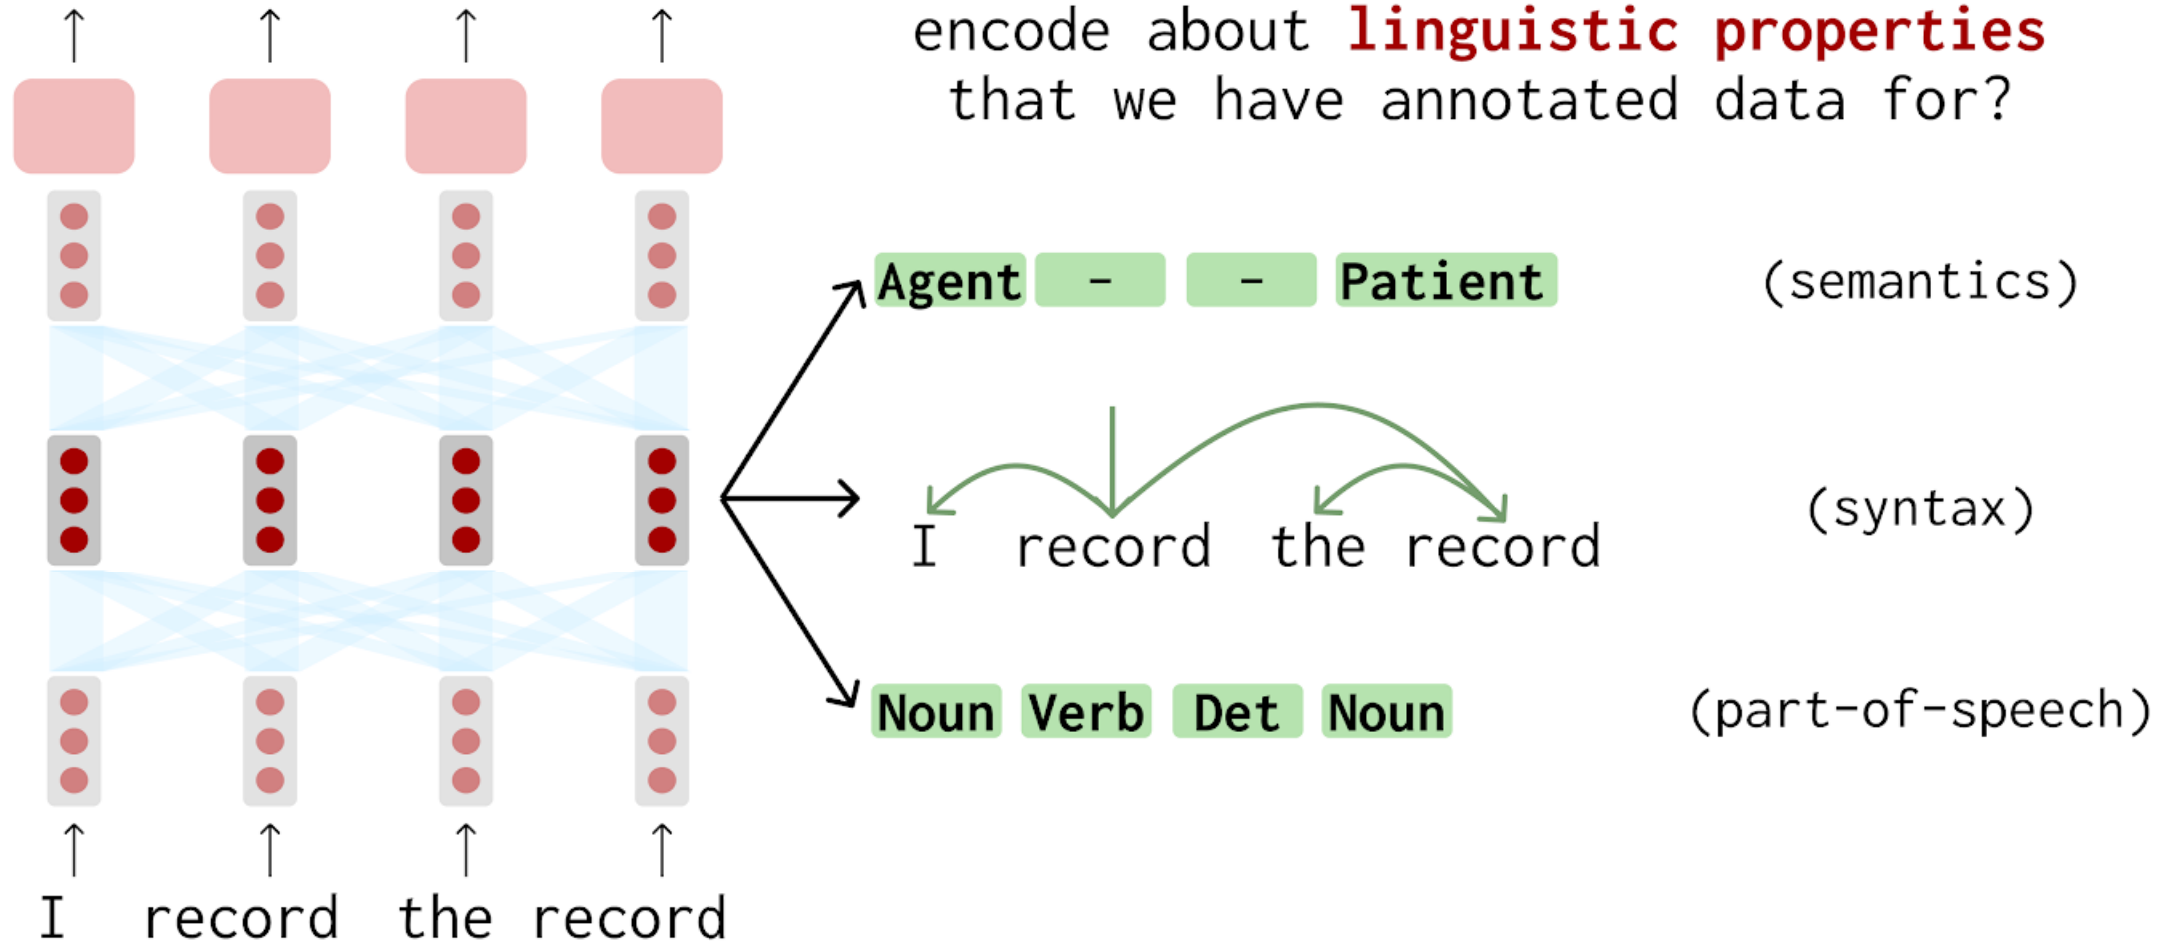 encode about linguistic properties
that we have annotated data for?
Agent - - Patient (semantics)
I record the record (syntax)
Noun Verb Det Noun (part-of-speech)
I record the record